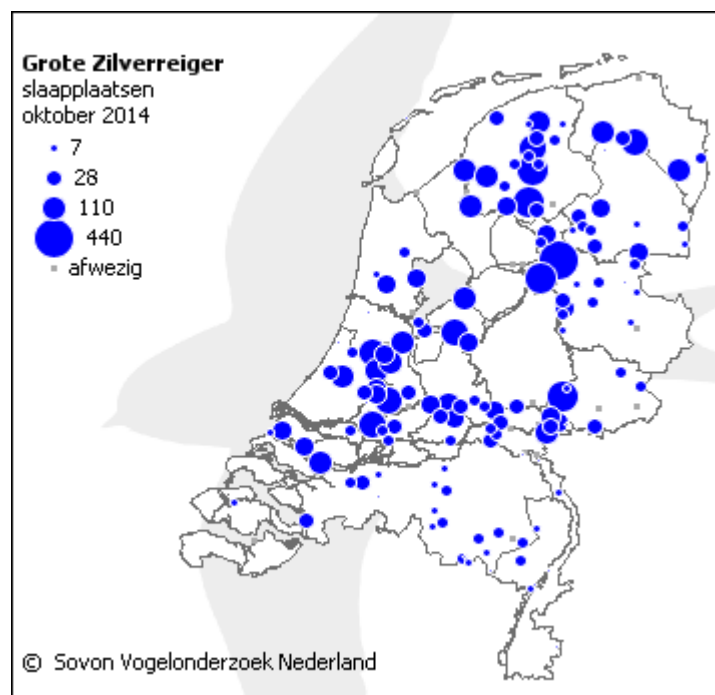 Grote Zilverreiger
slaapplaatsen
oktober 2014
7
28
110
440
afwezig
© Sovon Vogelonderzoek Nederland